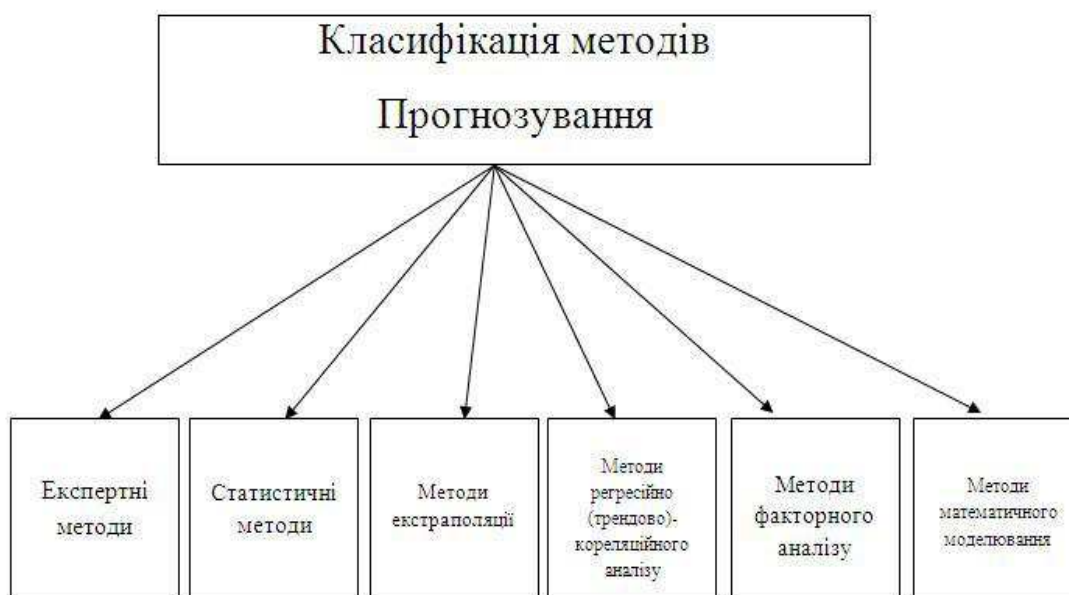 Класифікація методів
Прогнозування
Експертні
методи
Статистичні
методи
Методи
екстраполяції
Методи
регресійно
(трендово)-
кореляційного
аналізу
Методи
факторного
аналізу
Методи
математичного
моделювання